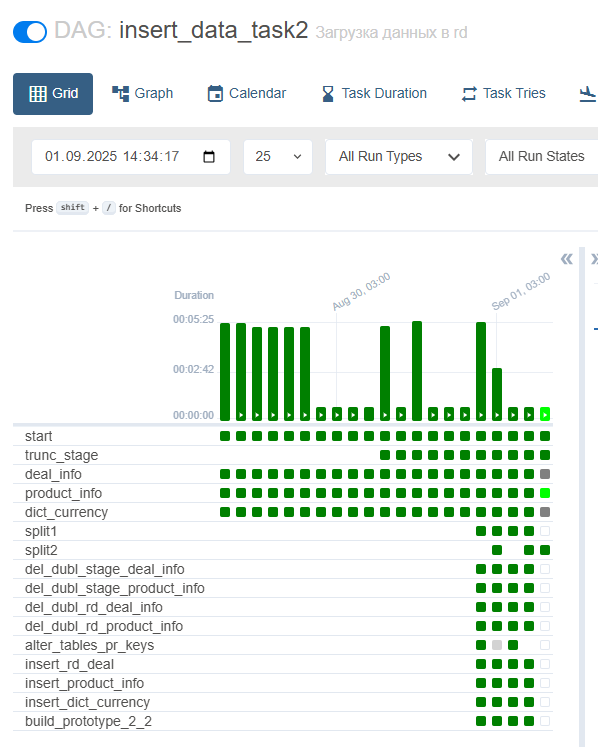 DAG: insert_data_task2 Загрузка данных в rd
Grid Graph Calendar Task Duration Task Tries
01.09.2025 14:34:17 25 All Run Types All Run States
Press shift + / for Shortcuts
Aug 30, 03:00 Sep 01, 03:00
Duration
00:05:25
00:02:42
00:00:00
start
trunc_stage
deal_info
product_info
dict_currency
split1
split2
del_dubl_stage_deal_info
del_dubl_stage_product_info
del_dubl_rd_deal_info
del_dubl_rd_product_info
alter_tables_pr_keys
insert_rd_deal
insert_product_info
insert_dict_currency
build_prototype_2_2